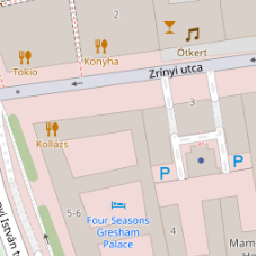 2
Ötkert
Konyha
Tokio
Zrínyi utca
3
Kollázs
P
P
5-6
Four Seasons
Gresham
Palace
4